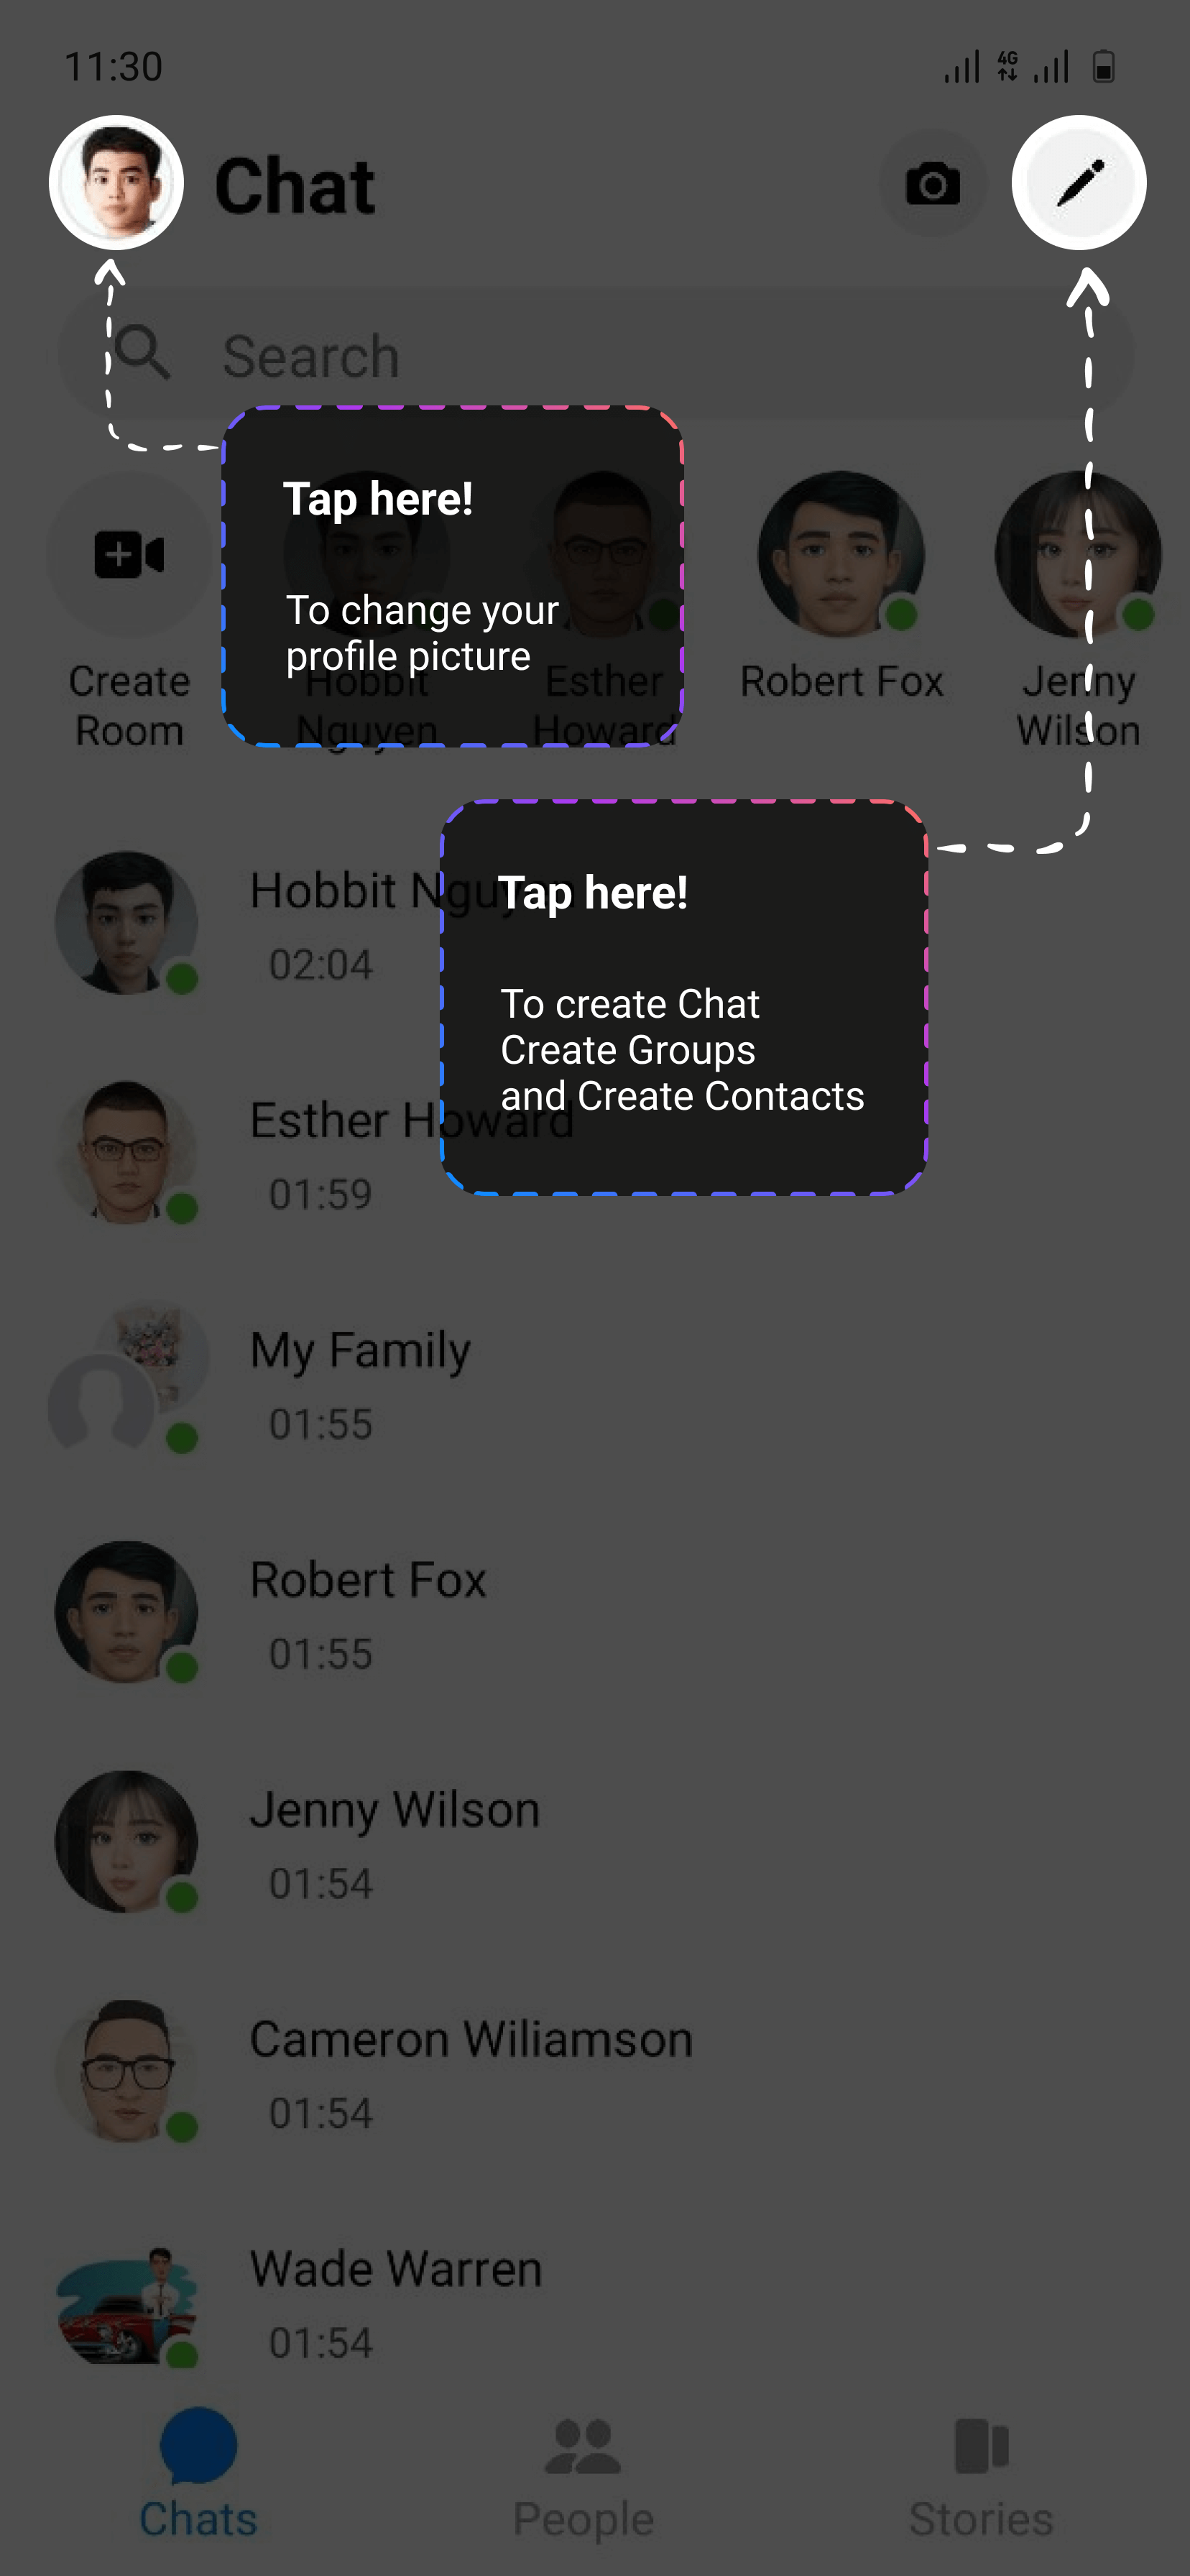 11:30
4G
Chat
Search
Tap here!
To change your
profile picture
Create
Room
Hobbit
Nguyen
Esther
Howard
Robert Fox
Jenny
Wilson
Hobbit Nguyen
02:04
Tap here!
To create Chat
Create Groups
and Create Contacts
Esther Howard
01:59
My Family
01:55
Robert Fox
01:55
Jenny Wilson
01:54
Cameron Wiliamson
01:54
Wade Warren
01:54
Chats
People
Stories